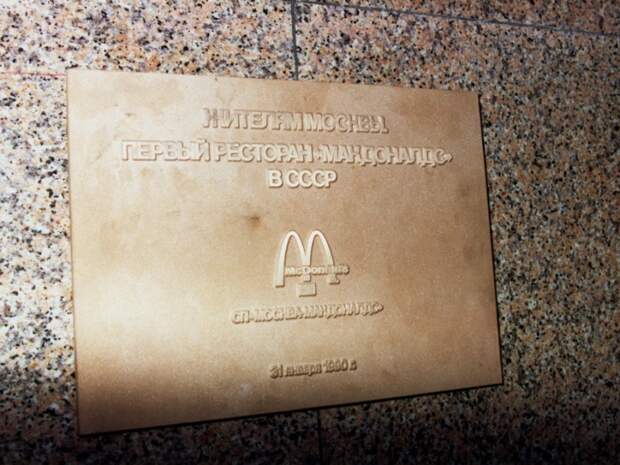 ЖИТЕЛЯМ МОСКВЫ
ПЕРВЫЙ РЕСТОРАН «МАКДОНАЛДС»
В СССР
McDonald's
СП «МОСКВА-МАКДОНАЛДС»
31 января 1990 г.